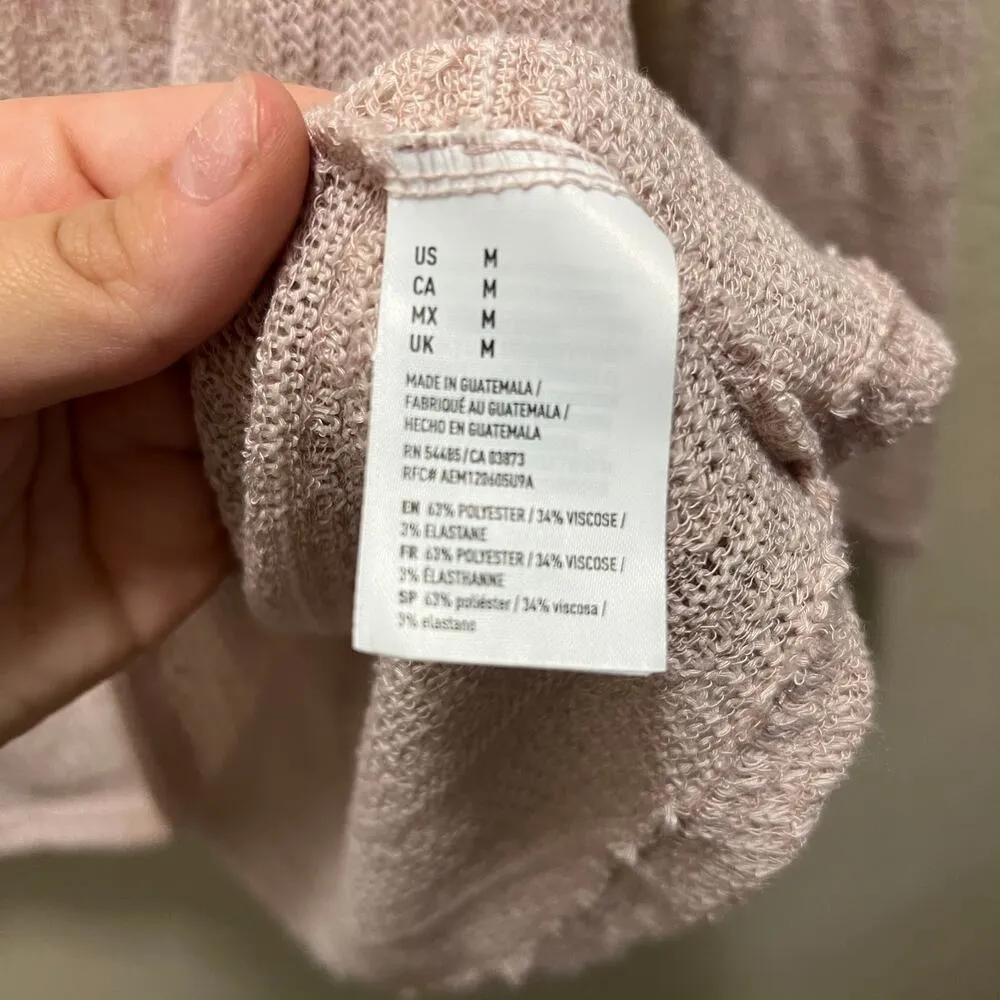 US M
CA M
MX M
UK M
MADE IN GUATEMALA /
FABRIQUÉ AU GUATEMALA /
HECHO EN GUATEMALA
RN 54485/CA 03873
RFC# AEM120605U9A
EN 63% POLYESTER / 34% VISCOSE /
3% ELASTANE
FR 63% POLYESTER / 34% VISCOSE /
3% ÉLASTHANNE
SP 63% poliéster / 34% viscosa /
3% elastano